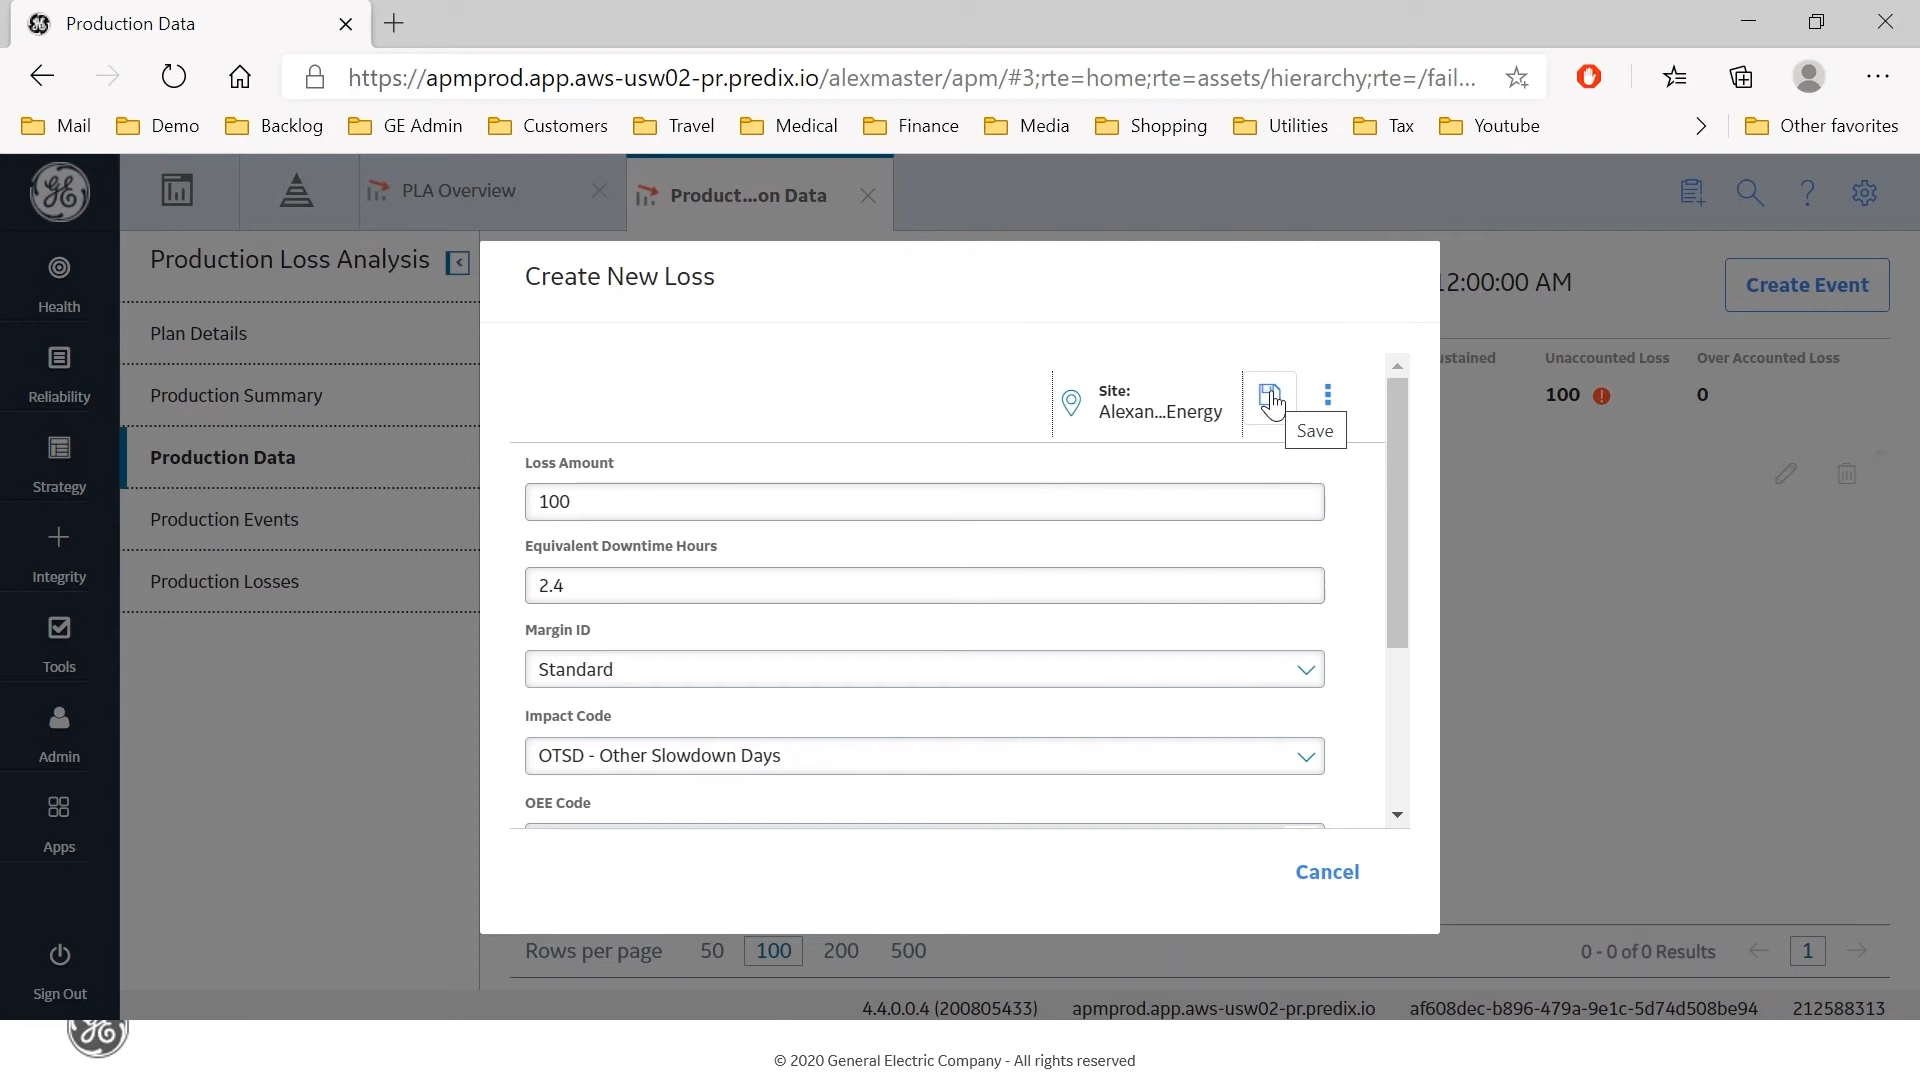 Production Data
https://apmprod.app.aws-usw02-pr.predix.io/alexmaster/apm/#3;rte=home;rte=assets/hierarchy;rte=/fail...
Mail Demo Backlog GE Admin Customers Travel Medical Finance Media Shopping Utilities Tax Youtube Other favorites
PLA Overview Product...on Data
Production Loss Analysis
Plan Details
Production Summary
Production Data
Production Events
Production Losses
Health
Reliability
Strategy
Integrity
Tools
Admin
Apps
Sign Out
12:00:00 AM
Create Event
Unaccounted Loss Over Accounted Loss
100 0
Create New Loss
Site:
Alexan...Energy
Save
Loss Amount
100
Equivalent Downtime Hours
2.4
Margin ID
Standard
Impact Code
OTSD - Other Slowdown Days
OEE Code
Cancel
Rows per page 50 100 200 500
0 - 0 of 0 Results 1
4.4.0.0.4 (200805433) apmprod.app.aws-usw02-pr.predix.io af608dec-b896-479a-9e1c-5d74d508be94 212588313
© 2020 General Electric Company - All rights reserved